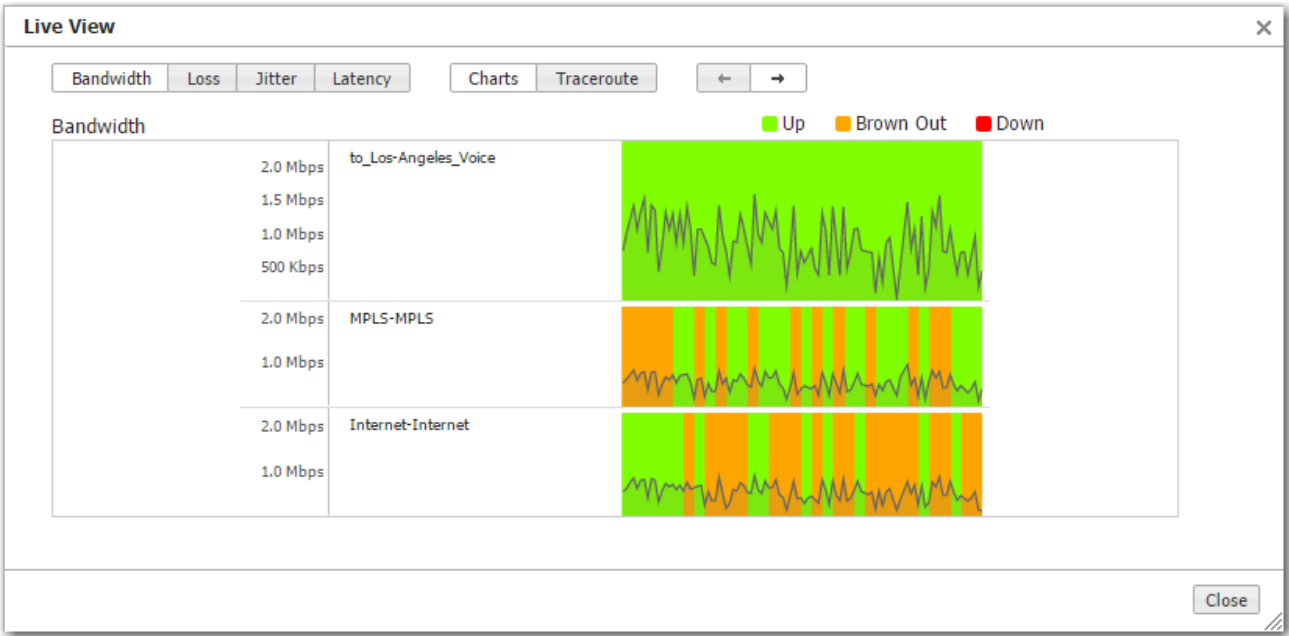 Live View
Bandwidth Loss Jitter Latency Charts Traceroute ← →
Bandwidth Up Brown Out Down
2.0 Mbps to_Los-Angeles_Voice
1.5 Mbps
1.0 Mbps
500 Kbps
2.0 Mbps MPLS-MPLS
1.0 Mbps
2.0 Mbps Internet-Internet
1.0 Mbps
Close